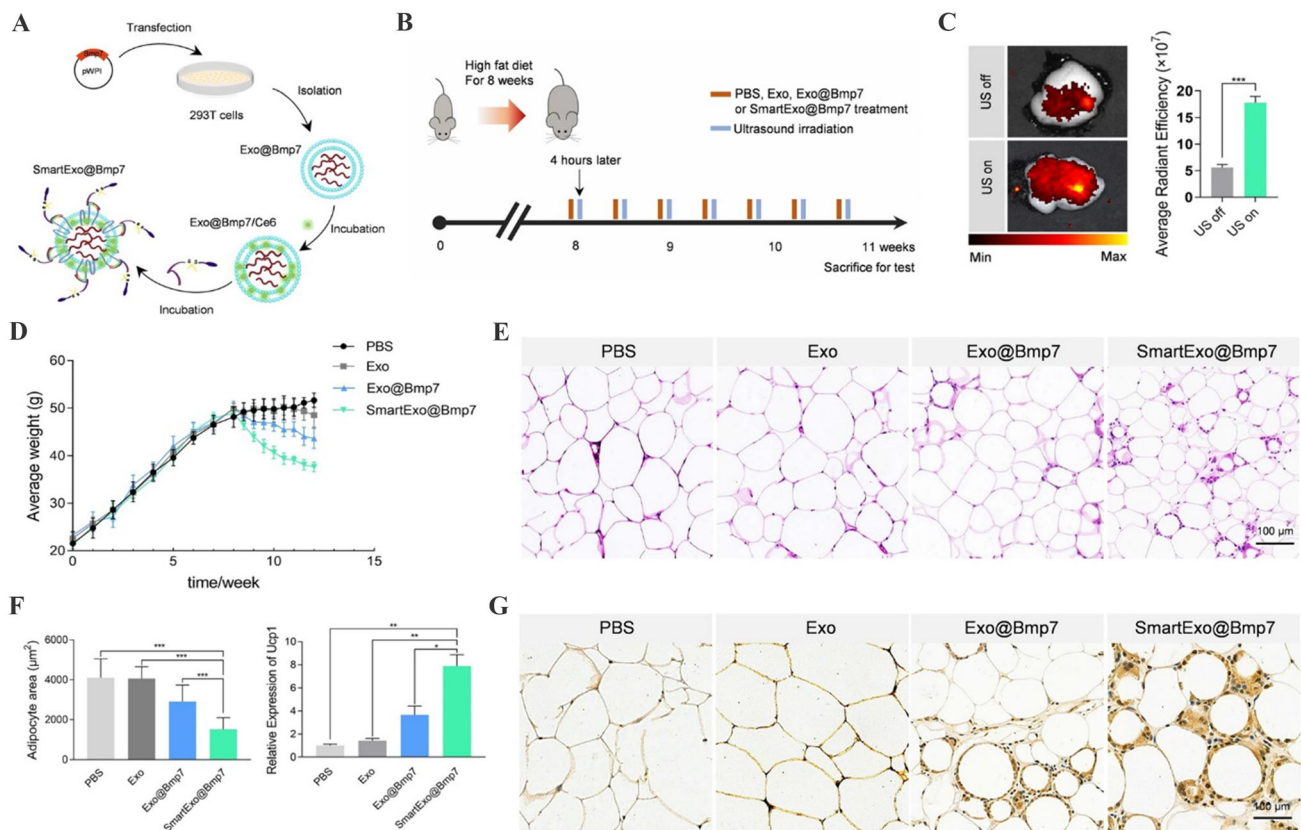 A
Transfection
Bmp7
pWPI
293T cells
Isolation
Exo@Bmp7
SmartExo@Bmp7
Exo@Bmp7/Ce6
Incubation
Incubation
B
High fat diet
For 8 weeks
PBS, Exo, Exo@Bmp7
or SmartExo@Bmp7 treatment
Ultrasound irradiation
4 hours later
0 8 9 10 11 weeks
Sacrifice for test
C
US off
US on
Min Max
Average Radiant Efficiency (×10⁷)
***
20
15
10
5
0
US off US on
D
PBS
Exo
Exo@Bmp7
SmartExo@Bmp7
Average weight (g)
60
50
40
30
20
0 5 10 15
time/week
E
PBS Exo Exo@Bmp7 SmartExo@Bmp7
100 μm
F
Adipocyte area (μm²)
6000
4000
2000
0
***
***
***
PBS Exo Exo@Bmp7 SmartExo@Bmp7
Relative Expression of Ucp1
10
8
6
4
2
0
**
**
*
PBS Exo Exo@Bmp7 SmartExo@Bmp7
G
PBS Exo Exo@Bmp7 SmartExo@Bmp7
100 μm